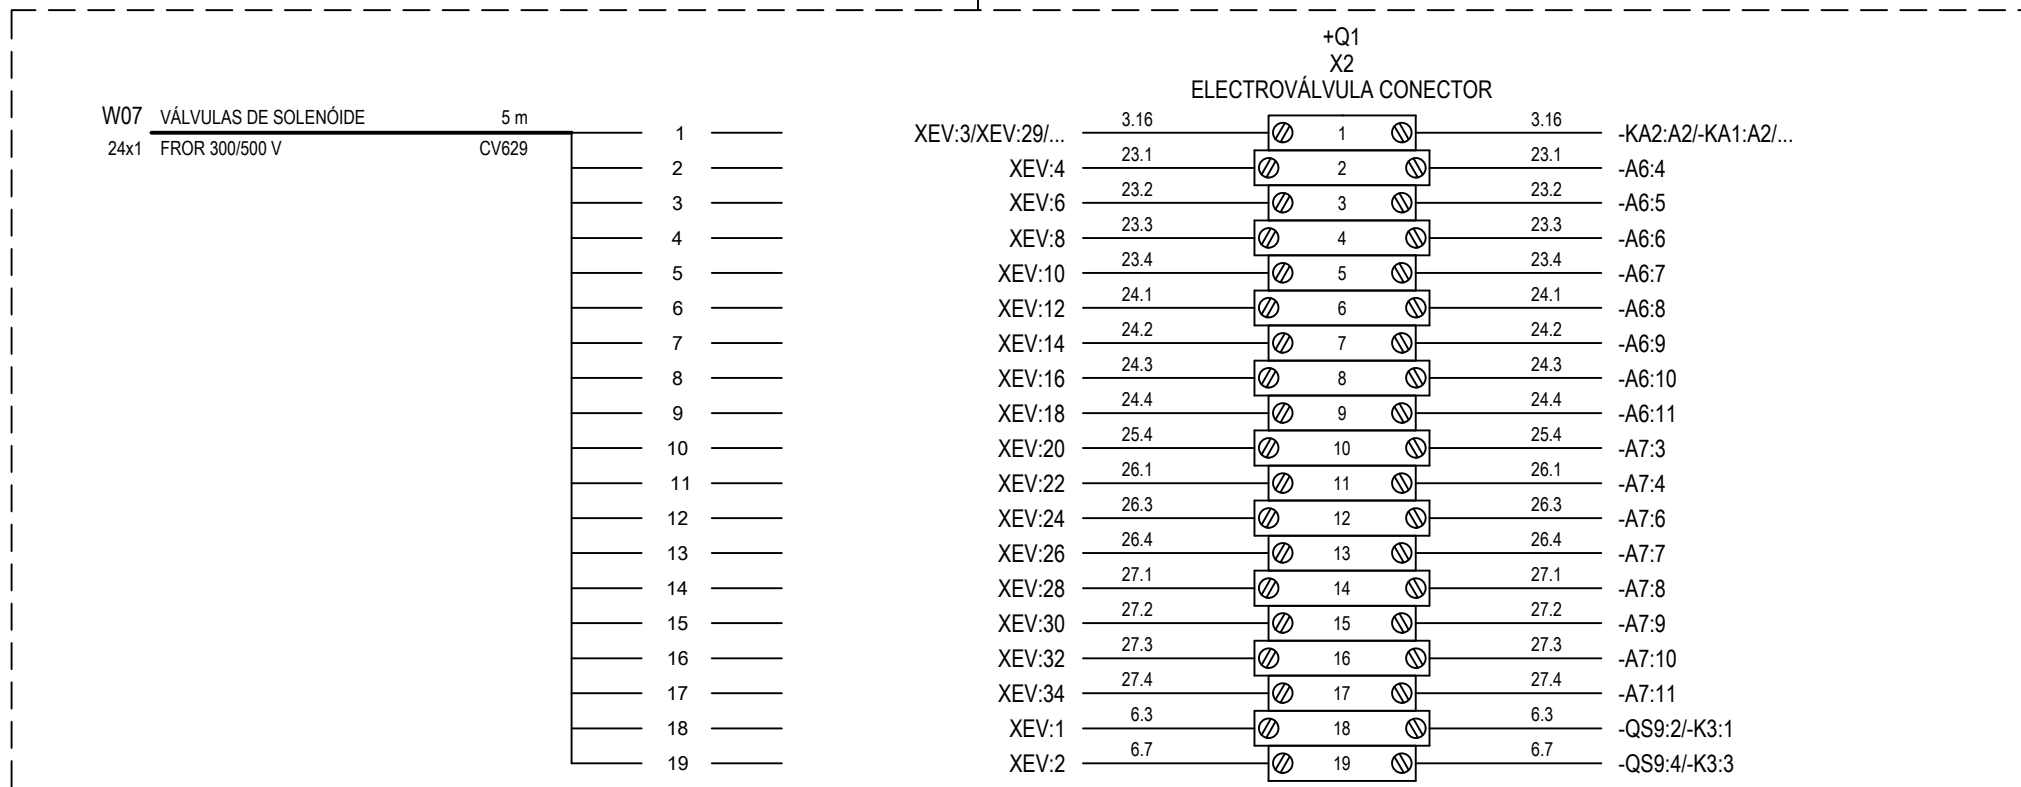 +Q1
X2
ELECTROVÁLVULA CONECTOR
W07 VÁLVULAS DE SOLENÓIDE 5 m
24x1 FROR 300/500 V CV629
1 XEV:3/XEV:29/... 3.16 1 3.16 -KA2:A2/-KA1:A2/...
2 XEV:4 23.1 2 23.1 -A6:4
3 XEV:6 23.2 3 23.2 -A6:5
4 XEV:8 23.3 4 23.3 -A6:6
5 XEV:10 23.4 5 23.4 -A6:7
6 XEV:12 24.1 6 24.1 -A6:8
7 XEV:14 24.2 7 24.2 -A6:9
8 XEV:16 24.3 8 24.3 -A6:10
9 XEV:18 24.4 9 24.4 -A6:11
10 XEV:20 25.4 10 25.4 -A7:3
11 XEV:22 26.1 11 26.1 -A7:4
12 XEV:24 26.3 12 26.3 -A7:6
13 XEV:26 26.4 13 26.4 -A7:7
14 XEV:28 27.1 14 27.1 -A7:8
15 XEV:30 27.2 15 27.2 -A7:9
16 XEV:32 27.3 16 27.3 -A7:10
17 XEV:34 27.4 17 27.4 -A7:11
18 XEV:1 6.3 18 6.3 -QS9:2/-K3:1
19 XEV:2 6.7 19 6.7 -QS9:4/-K3:3